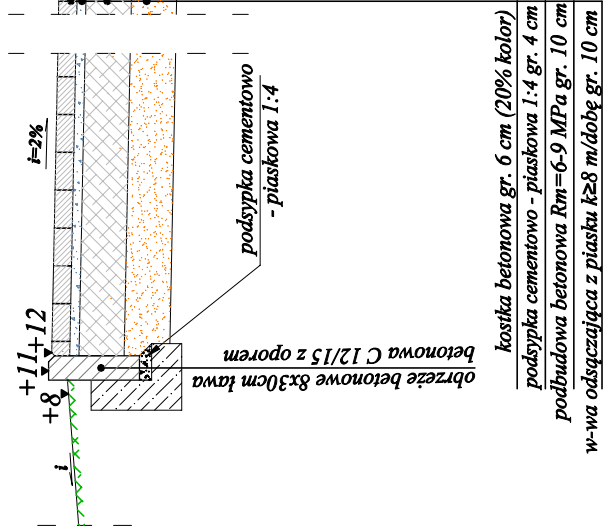 kostka betonowa gr. 6 cm (20% kolor)
podsypka cementowo - piaskowa 1:4 gr. 4 cm
podbudowa betonowa Rm=6-9 MPa gr. 10 cm
w-wa odsączająca z piasku k≥8 m/dobę gr. 10 cm
podsypka cementowo
- piaskowa 1:4
i=2%
+12
+11
+8
i
obrzeże betonowe 8x30cm ława
betonowa C 12/15 z oporem